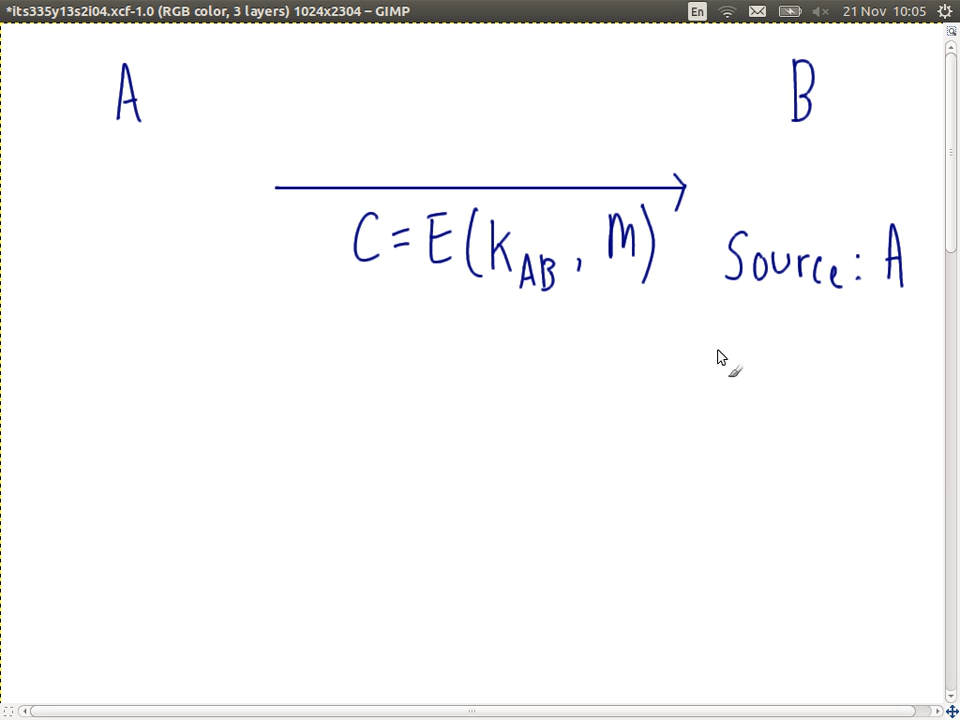 *its335y13s2i04.xcf-1.0 (RGB color, 3 layers) 1024x2304 – GIMP
En
21 Nov 10:05
A
B
C = E(K_AB, M)
Source: A